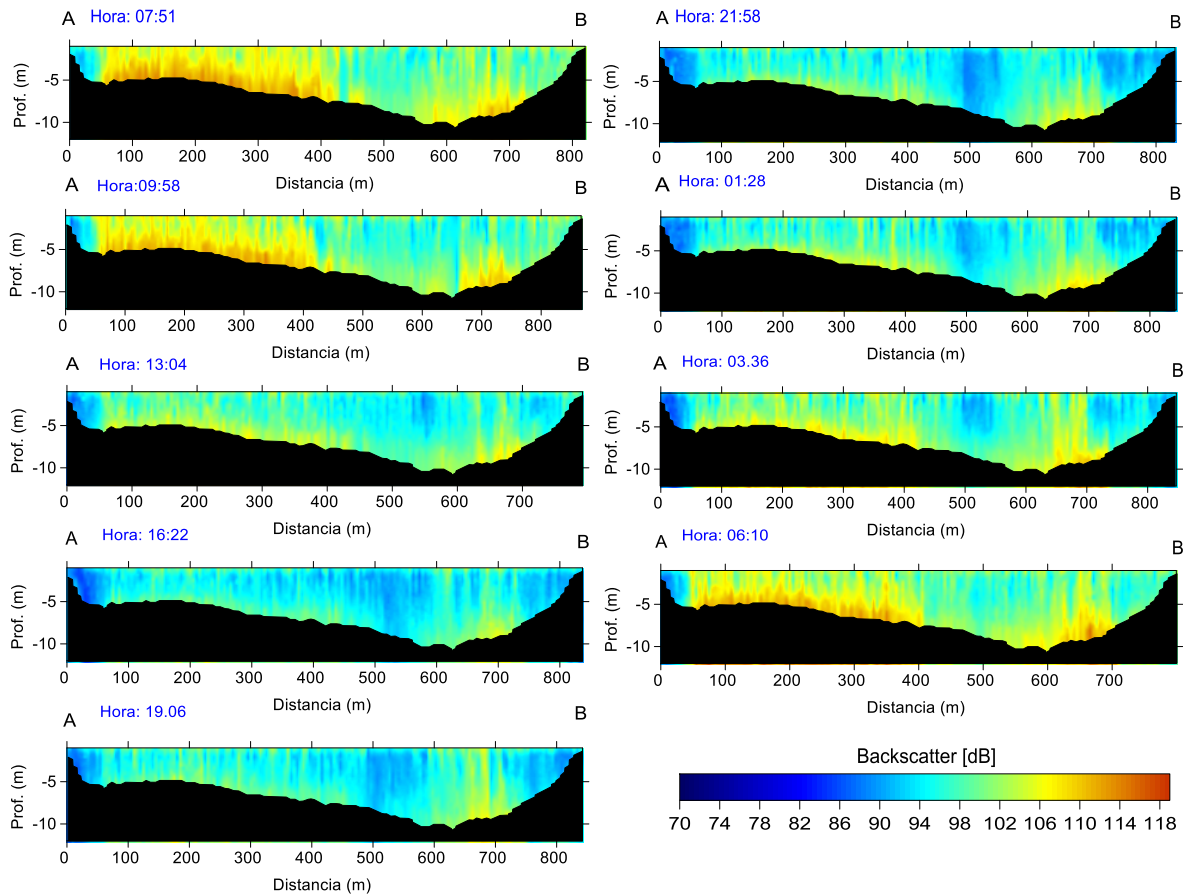 A Hora: 07:51 B
Prof. (m)
-5
-10
0 100 200 300 400 500 600 700 800
Distancia (m)
A Hora:09:58 B
Prof. (m)
-5
-10
0 100 200 300 400 500 600 700 800
Distancia (m)
A Hora: 13:04 B
Prof. (m)
-5
-10
0 100 200 300 400 500 600 700
Distancia (m)
A Hora: 16:22 B
Prof. (m)
-5
-10
0 100 200 300 400 500 600 700 800
Distancia (m)
A Hora: 19.06 B
Prof. (m)
-5
-10
0 100 200 300 400 500 600 700 800
Distancia (m)
A Hora: 21:58 B
Prof. (m)
-5
-10
0 100 200 300 400 500 600 700 800
Distancia (m)
A Hora: 01:28 B
Prof. (m)
-5
-10
0 100 200 300 400 500 600 700 800
Distancia (m)
A Hora: 03.36 B
Prof. (m)
-5
-10
0 100 200 300 400 500 600 700 800
Distancia (m)
A Hora: 06:10 B
Prof. (m)
-5
-10
0 100 200 300 400 500 600 700
Distancia (m)
Backscatter [dB]
70 74 78 82 86 90 94 98 102 106 110 114 118